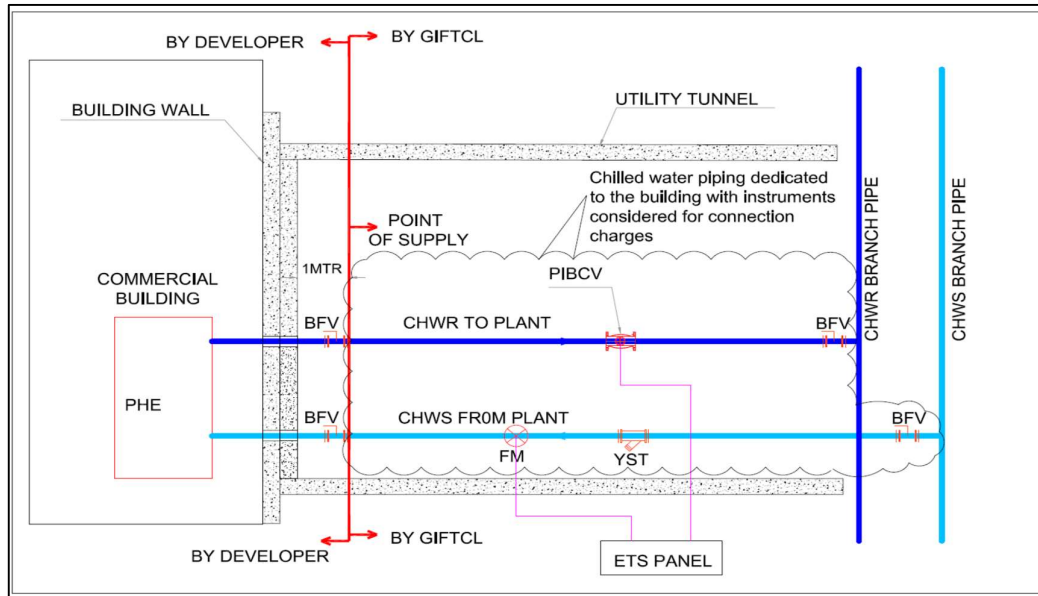 BY DEVELOPER
BY GIFTCL
BUILDING WALL
UTILITY TUNNEL
Chilled water piping dedicated
to the building with instruments
considered for connection
charges
POINT
OF SUPPLY
1MTR
COMMERCIAL
BUILDING
PIBCV
CHWR BRANCH PIPE
CHWS BRANCH PIPE
BFV
CHWR TO PLANT
BFV
PHE
BFV
CHWS FR0M PLANT
BFV
FM
YST
BY DEVELOPER
BY GIFTCL
ETS PANEL